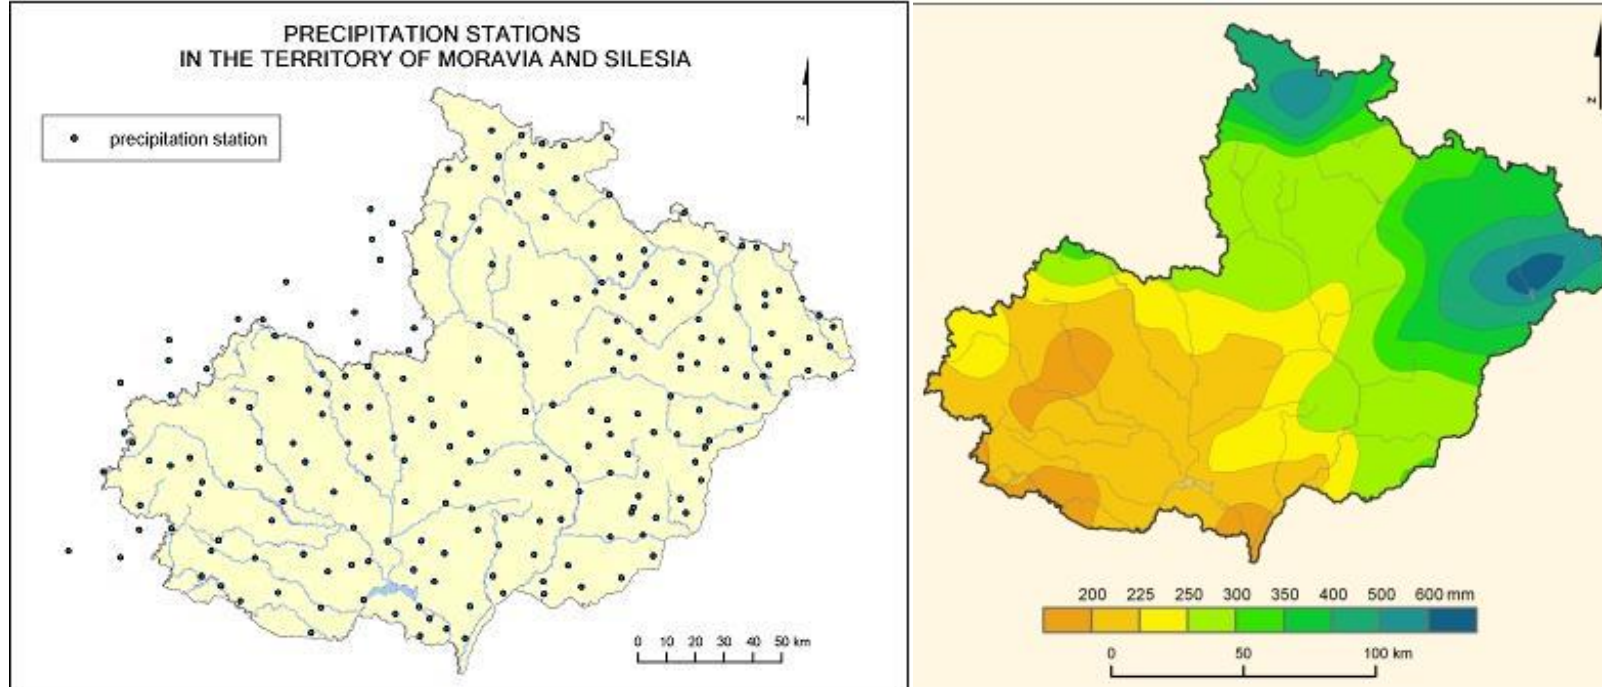 PRECIPITATION STATIONS
IN THE TERRITORY OF MORAVIA AND SILESIA
N
precipitation station
0 10 20 30 40 50 km
N
200 225 250 300 350 400 500 600 mm
0 50 100 km